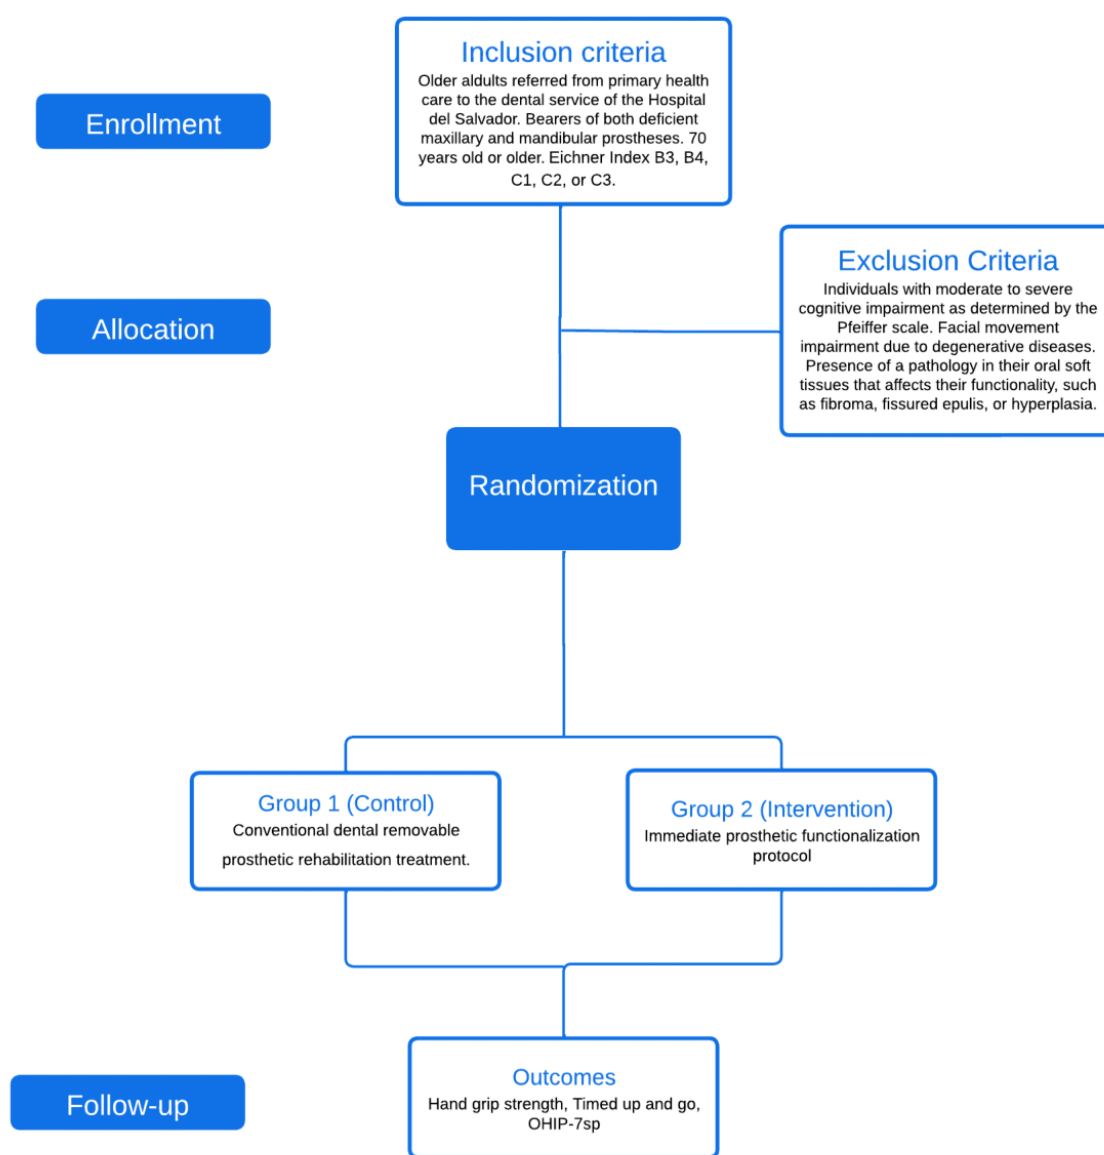 Inclusion criteria
Older aldults referred from primary health
care to the dental service of the Hospital
del Salvador. Bearers of both deficient
maxillary and mandibular prostheses. 70
years old or older. Eichner Index B3, B4,
C1, C2, or C3.
Enrollment
Exclusion Criteria
Individuals with moderate to severe
cognitive impairment as determined by the
Pfeiffer scale. Facial movement
impairment due to degenerative diseases.
Presence of a pathology in their oral soft
tissues that affects their functionality, such
as fibroma, fissured epulis, or hyperplasia.
Allocation
Randomization
Group 1 (Control)
Conventional dental removable
prosthetic rehabilitation treatment.
Group 2 (Intervention)
Immediate prosthetic functionalization
protocol
Outcomes
Hand grip strength, Timed up and go,
OHIP-7sp
Follow-up